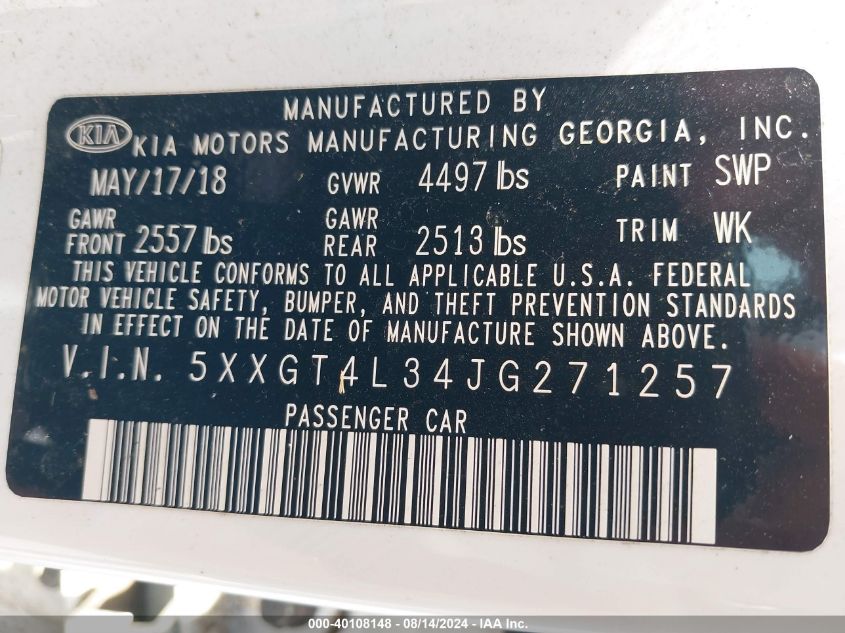 MANUFACTURED BY
KIA KIA MOTORS MANUFACTURING GEORGIA, INC.
MAY/17/18 GVWR 4497 lbs PAINT SWP
GAWR FRONT 2557 lbs GAWR REAR 2513 lbs TRIM WK
THIS VEHICLE CONFORMS TO ALL APPLICABLE U.S.A. FEDERAL
MOTOR VEHICLE SAFETY, BUMPER, AND THEFT PREVENTION STANDARDS
IN EFFECT ON THE DATE OF MANUFACTURE SHOWN ABOVE.
V.I.N. 5XXGT4L34JG271257
PASSENGER CAR
000-40108148 - 08/14/2024 - IAA Inc.